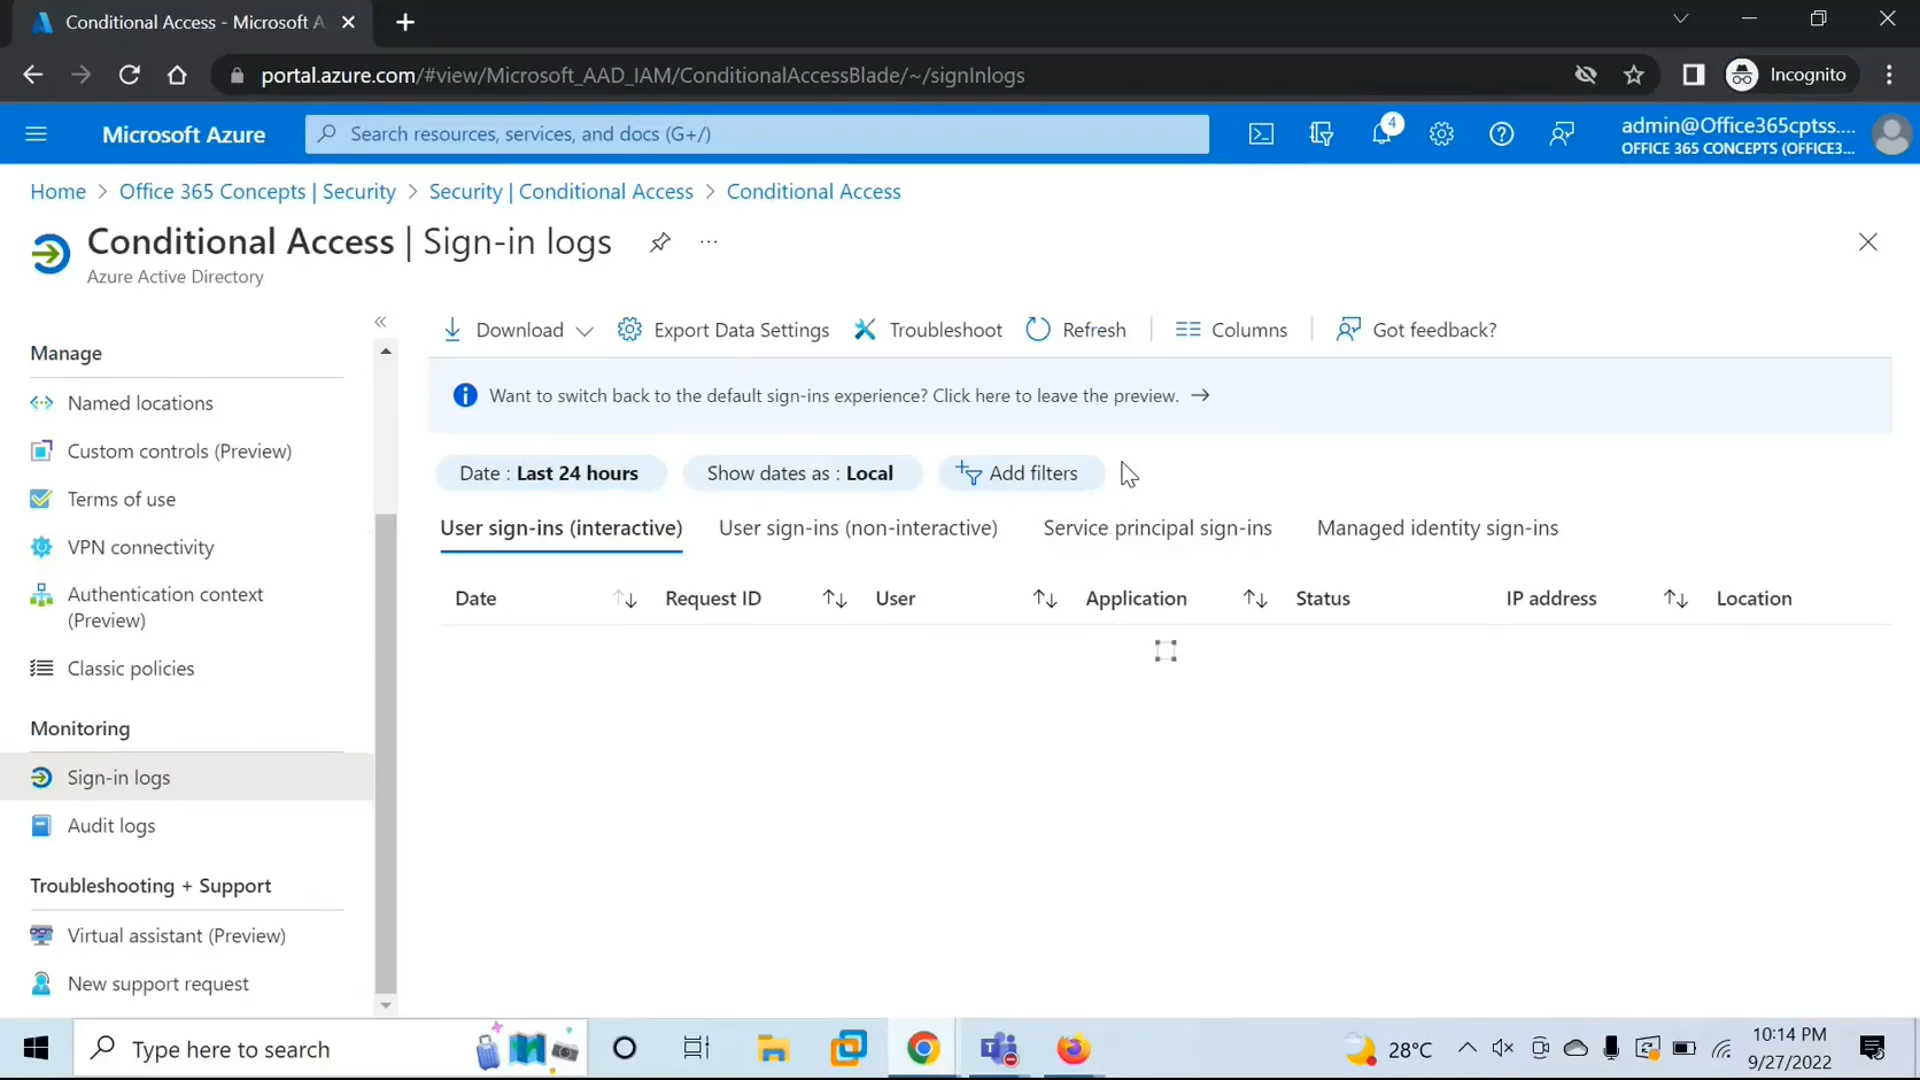 Conditional Access - Microsoft A
portal.azure.com/#view/Microsoft_AAD_IAM/ConditionalAccessBlade/~/signInlogs
Incognito
Microsoft Azure
Search resources, services, and docs (G+/)
4
admin@Office365cptss....
OFFICE 365 CONCEPTS (OFFICE3...
Home > Office 365 Concepts | Security > Security | Conditional Access > Conditional Access
Conditional Access | Sign-in logs
Azure Active Directory
Manage
Named locations
Custom controls (Preview)
Terms of use
VPN connectivity
Authentication context
(Preview)
Classic policies
Monitoring
Sign-in logs
Audit logs
Troubleshooting + Support
Virtual assistant (Preview)
New support request
Download
Export Data Settings
Troubleshoot
Refresh
Columns
Got feedback?
Want to switch back to the default sign-ins experience? Click here to leave the preview. →
Date : Last 24 hours
Show dates as : Local
Add filters
User sign-ins (interactive)
User sign-ins (non-interactive)
Service principal sign-ins
Managed identity sign-ins
Date
Request ID
User
Application
Status
IP address
Location
Type here to search
28°C
10:14 PM
9/27/2022